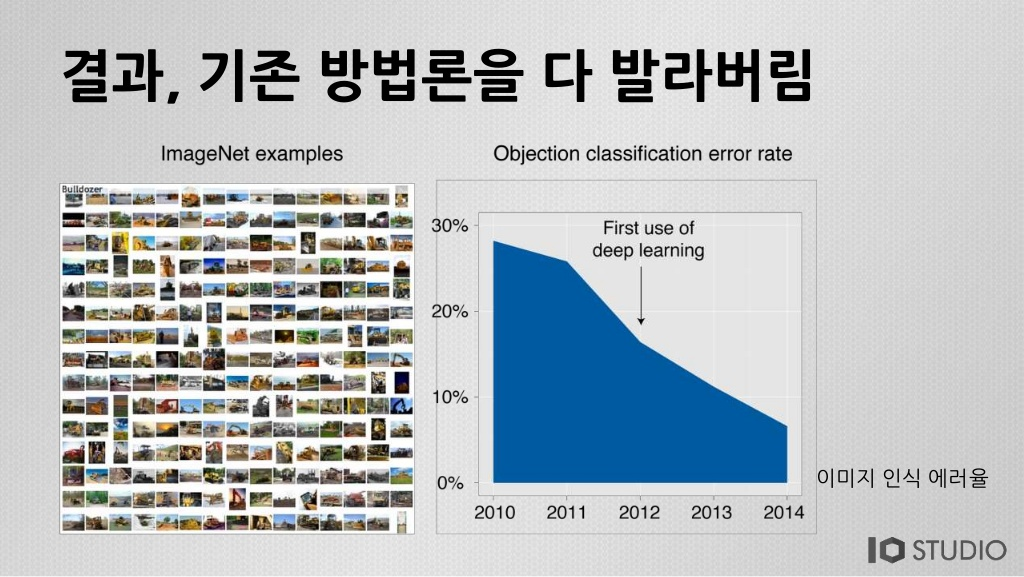 결과, 기존 방법론을 다 발라버림
ImageNet examples
Bulldozer
Objection classification error rate
30%
First use of
deep learning
20%
10%
0%
이미지 인식 에러율
2010 2011 2012 2013 2014
IO STUDIO